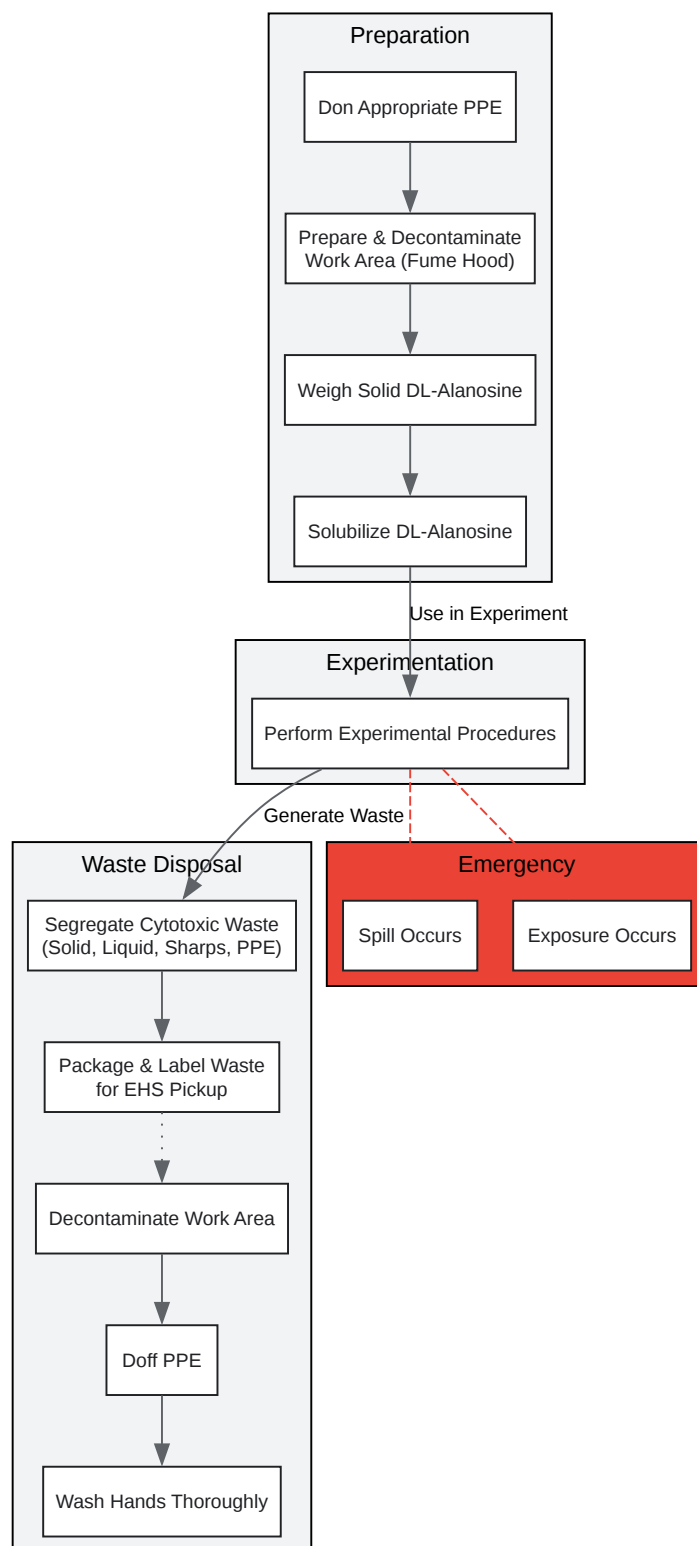 Preparation
Don Appropriate PPE
Prepare & Decontaminate
Work Area (Fume Hood)
Weigh Solid DL-Alanosine
Solubilize DL-Alanosine
Use in Experiment
Experimentation
Perform Experimental Procedures
Generate Waste
Waste Disposal
Segregate Cytotoxic Waste
(Solid, Liquid, Sharps, PPE)
Package & Label Waste
for EHS Pickup
Decontaminate Work Area
Doff PPE
Wash Hands Thoroughly
Emergency
Spill Occurs
Exposure Occurs